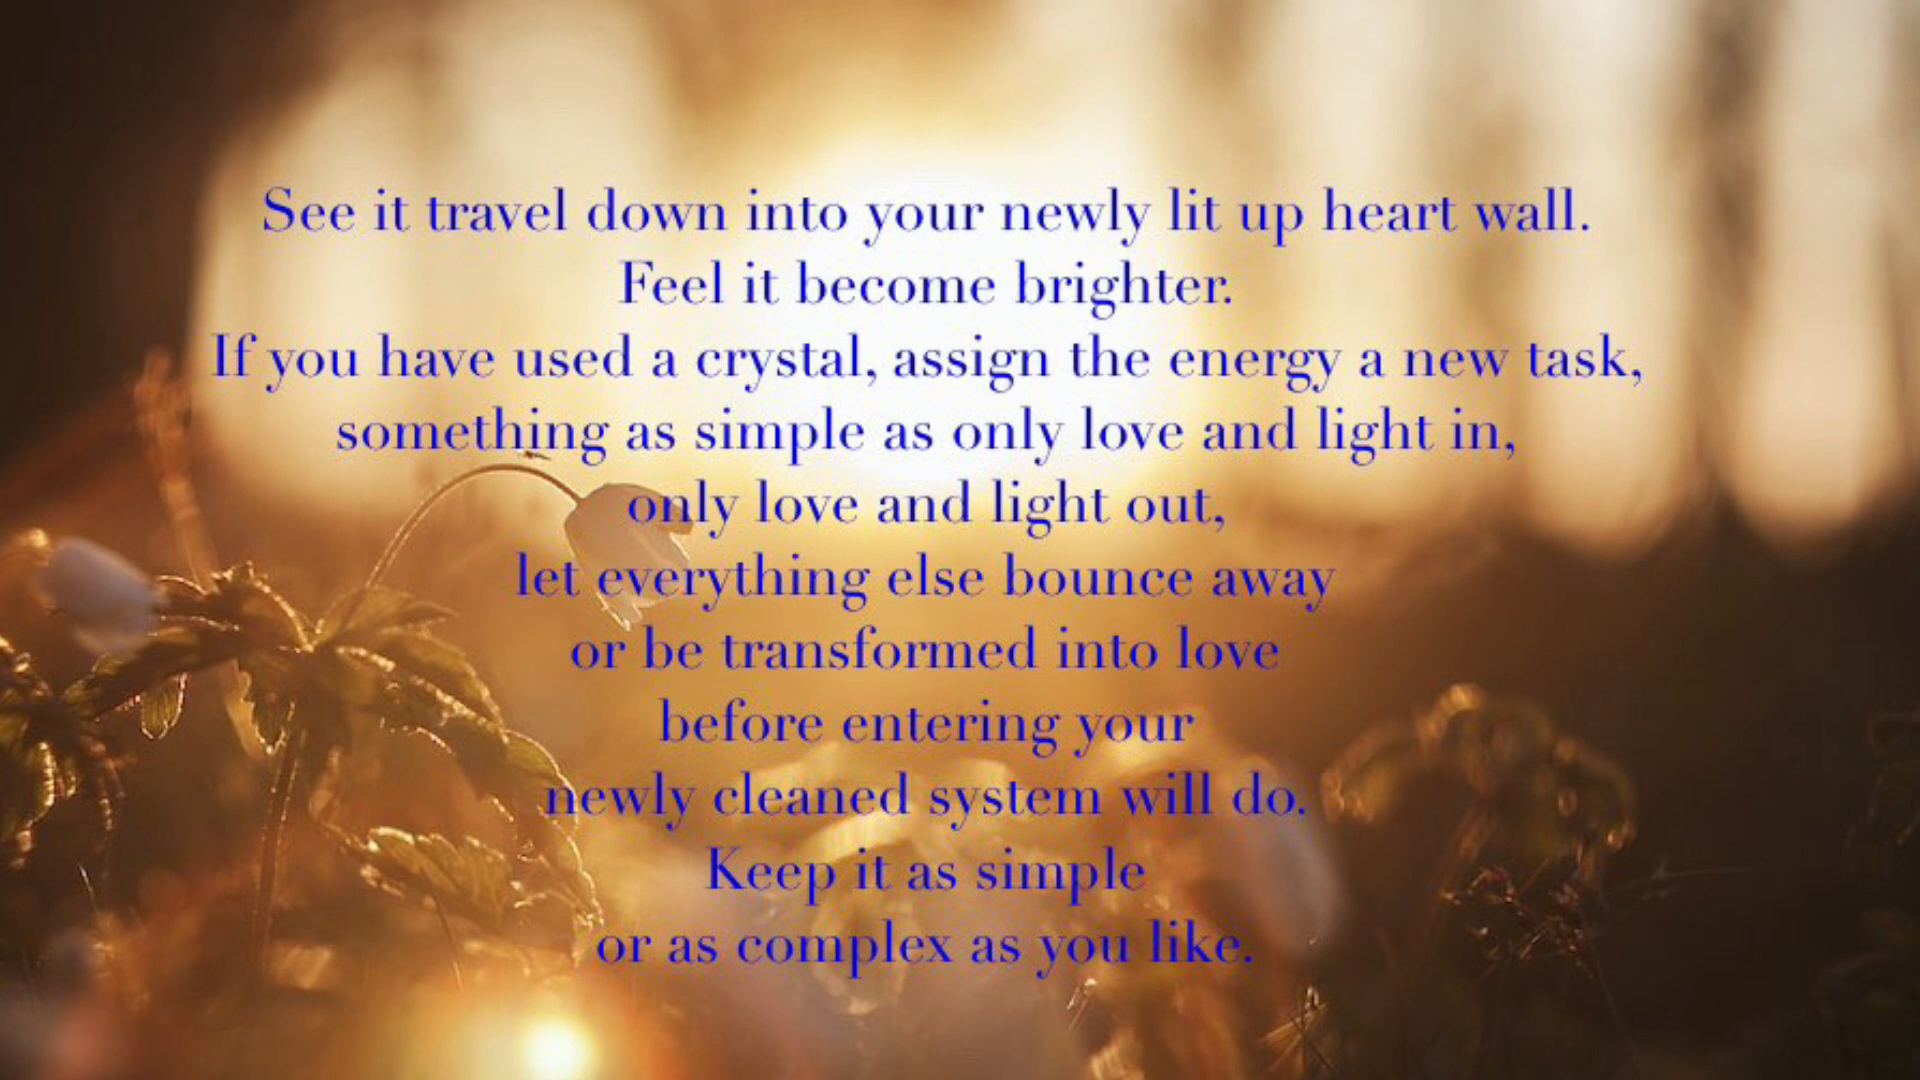 See it travel down into your newly lit up heart wall.
Feel it become brighter.
If you have used a crystal, assign the energy a new task,
something as simple as only love and light in,
only love and light out,
let everything else bounce away
or be transformed into love
before entering your
newly cleaned system will do.
Keep it as simple
or as complex as you like.